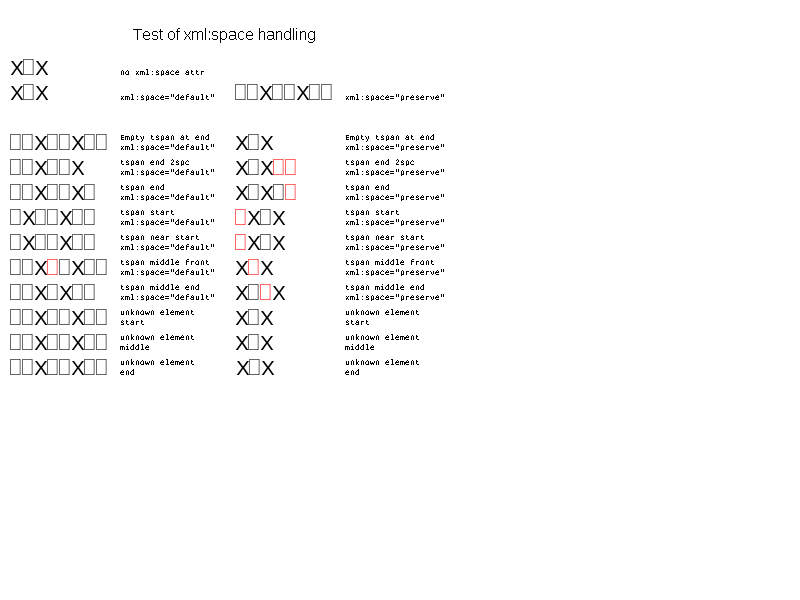 Test of xml:space handling
X□X
no xml:space attr
X□X
xml:space="default"
□□X□□X□□
xml:space="preserve"
□□X□□X□□
Empty tspan at end
xml:space="default"
X□X
Empty tspan at end
xml:space="preserve"
□□X□□X
tspan end 2spc
xml:space="default"
X□X□□
tspan end 2spc
xml:space="preserve"
□□X□□X□
tspan end
xml:space="default"
X□X□□
tspan end
xml:space="preserve"
□X□□X□□
tspan start
xml:space="default"
□X□X
tspan start
xml:space="preserve"
□X□□X□□
tspan near start
xml:space="default"
□X□X
tspan near start
xml:space="preserve"
□□X□□X□□
tspan middle front
xml:space="default"
X□X
tspan middle front
xml:space="preserve"
□□X□X□□
tspan middle end
xml:space="default"
X□□X
tspan middle end
xml:space="preserve"
□□X□□X□□
unknown element
start
X□X
unknown element
start
□□X□□X□□
unknown element
middle
X□X
unknown element
middle
□□X□□X□□
unknown element
end
X□X
unknown element
end